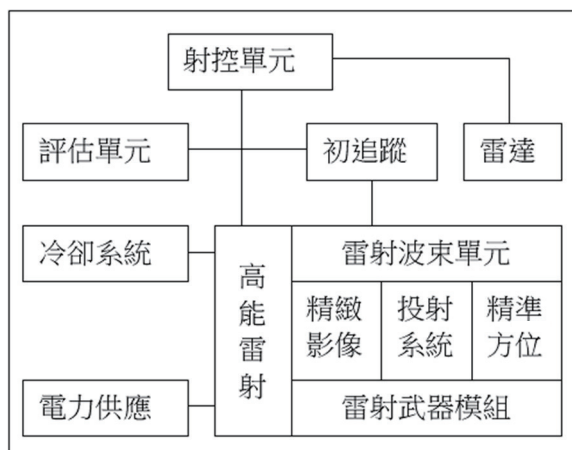 射控單元
評估單元
初追蹤
雷達
冷卻系統
高能雷射
雷射波束單元
精緻影像
投射系統
精準方位
電力供應
雷射武器模組